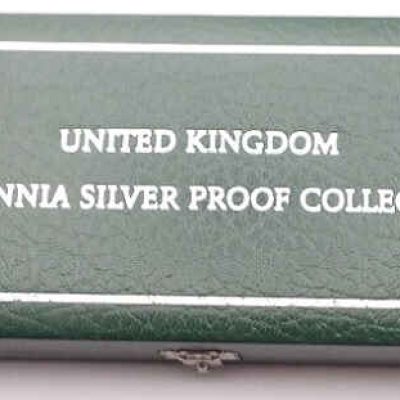 UNITED KINGDOM
NNIA SILVER PROOF COLLEC